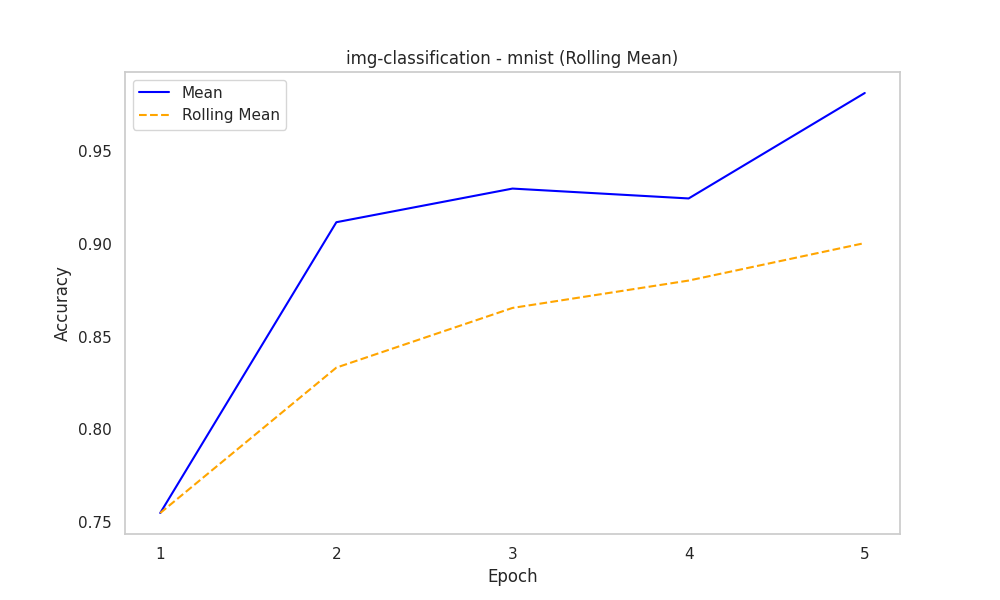 img-classification - mnist (Rolling Mean)
Mean
Rolling Mean
0.95
0.90
0.85
0.80
0.75
Accuracy
1 2 3 4 5
Epoch